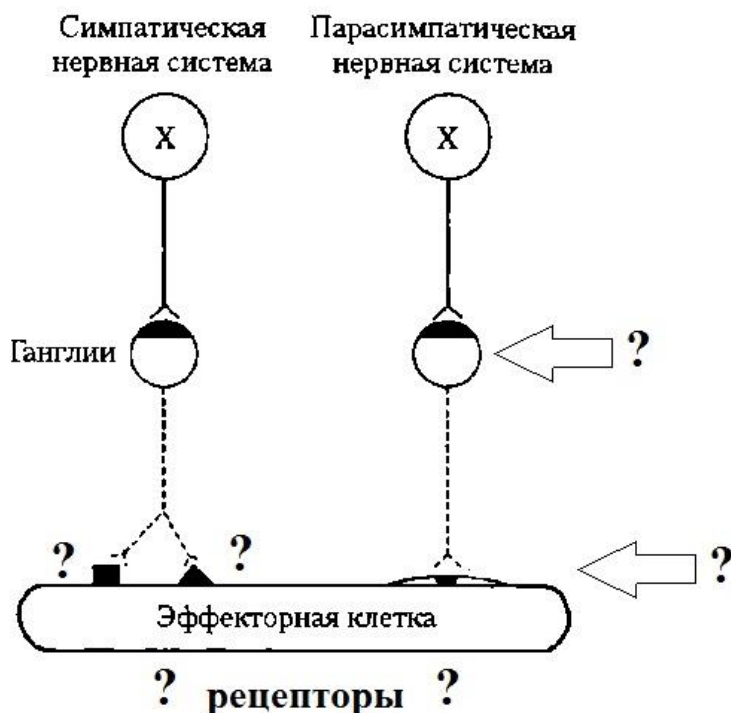 Симпатическая
нервная система
Парасимпатическая
нервная система
X
X
Ганглии
?
?
?
?
Эффекторная клетка
? рецепторы ?